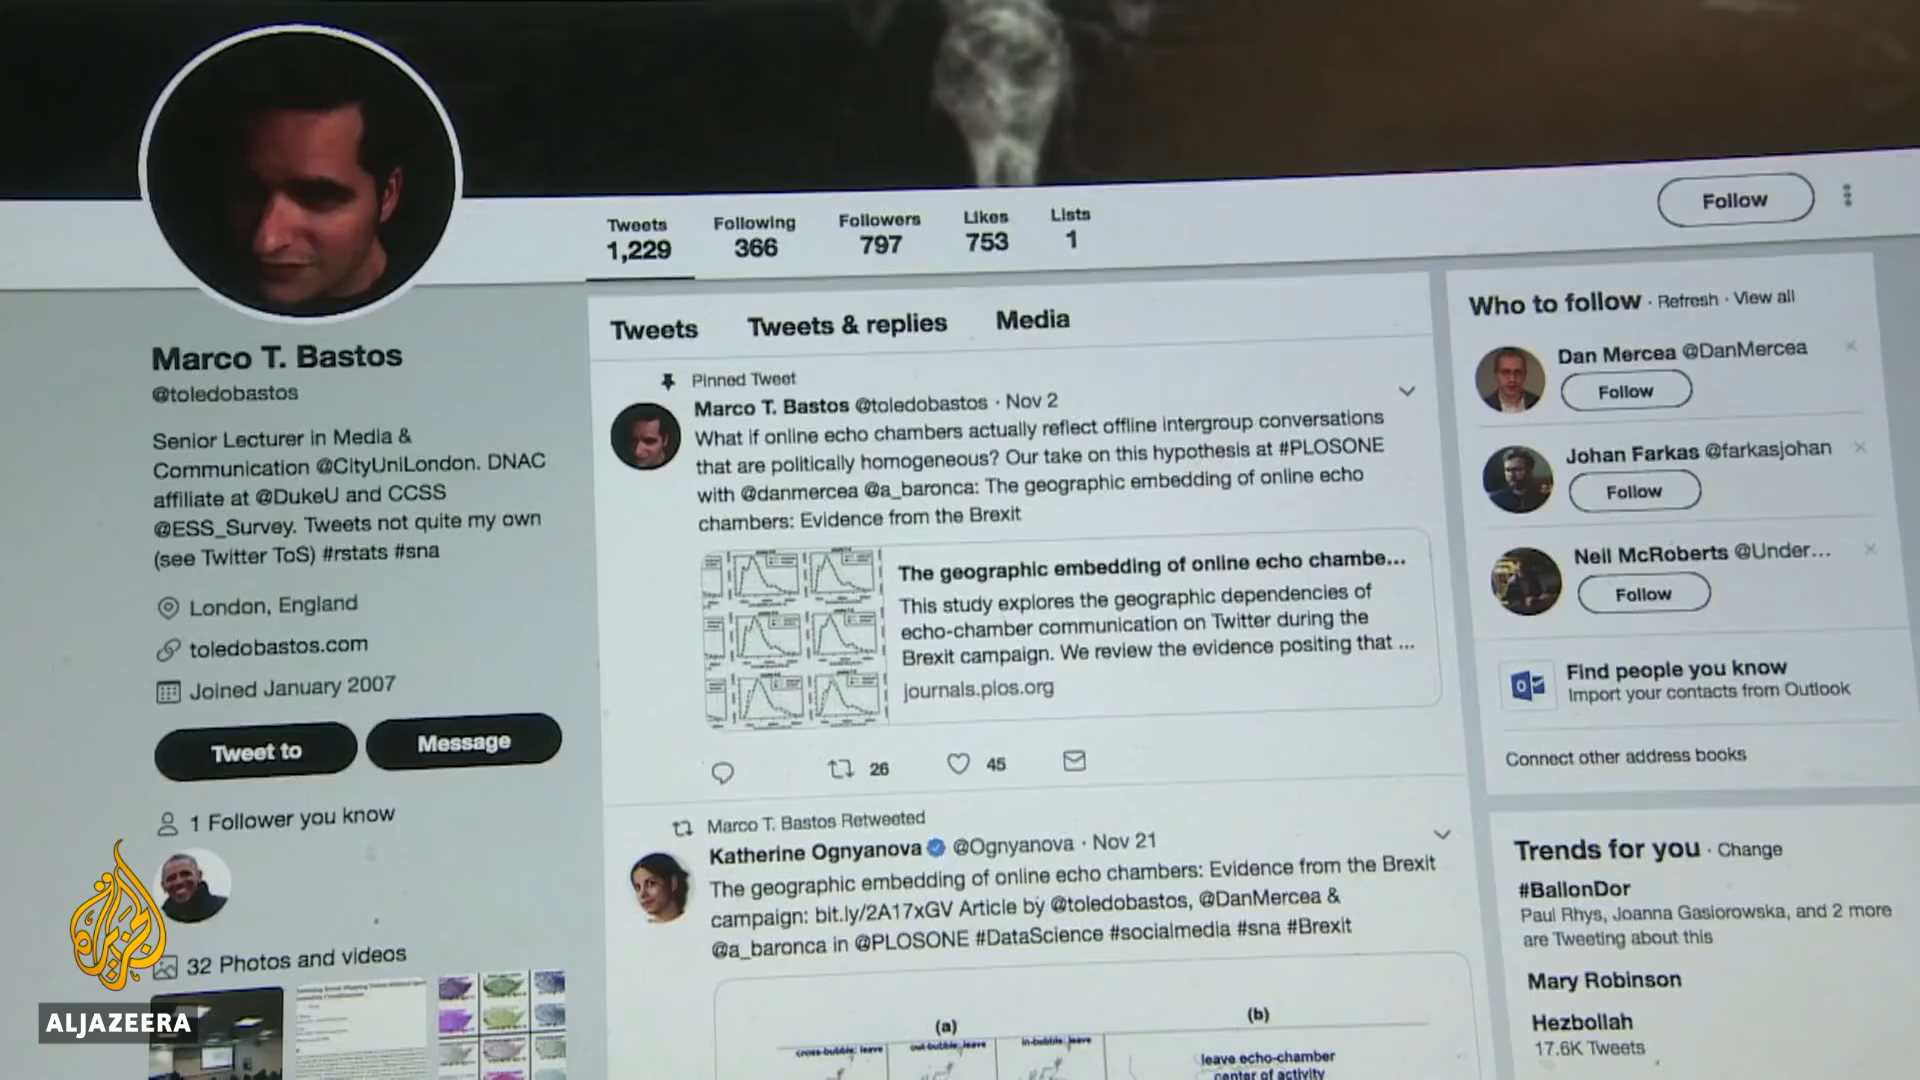 Tweets
1,229
Following
366
Followers
797
Likes
753
Lists
1
Follow
Marco T. Bastos
@toledobastos
Senior Lecturer in Media &
Communication @CityUniLondon. DNAC
affiliate at @DukeU and CCSS
@ESS_Survey. Tweets not quite my own
(see Twitter ToS) #rstats #sna
London, England
toledobastos.com
Joined January 2007
Tweet to
Message
1 Follower you know
32 Photos and videos
Tweets
Tweets & replies
Media
Pinned Tweet
Marco T. Bastos @toledobastos · Nov 2
What if online echo chambers actually reflect offline intergroup conversations
that are politically homogeneous? Our take on this hypothesis at #PLOSONE
with @danmercea @a_baronca: The geographic embedding of online echo
chambers: Evidence from the Brexit
The geographic embedding of online echo chambe...
This study explores the geographic dependencies of
echo-chamber communication on Twitter during the
Brexit campaign. We review the evidence positing that ...
journals.plos.org
26
45
Marco T. Bastos Retweeted
Katherine Ognyanova @Ognyanova · Nov 21
The geographic embedding of online echo chambers: Evidence from the Brexit
campaign: bit.ly/2A17xGV Article by @toledobastos, @DanMercea &
@a_baronca in @PLOSONE #DataScience #socialmedia #sna #Brexit
(a)
(b)
cross-bubble: leave
out-bubble: leave
in-bubble: leave
leave echo-chamber
center of activity
Who to follow · Refresh · View all
Dan Mercea @DanMercea
Follow
Johan Farkas @farkasjohan
Follow
Neil McRoberts @Under...
Follow
Find people you know
Import your contacts from Outlook
Connect other address books
Trends for you · Change
#BallonDor
Paul Rhys, Joanna Gasiorowska, and 2 more
are Tweeting about this
Mary Robinson
Hezbollah
17.6K Tweets
ALJAZEERA